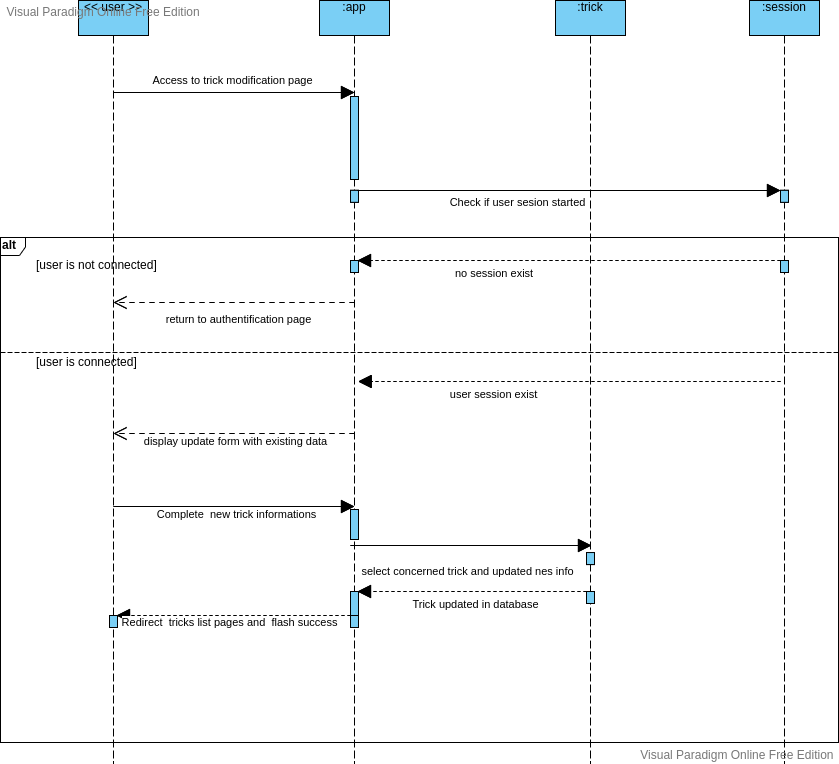 Visual Paradigm Online Free Edition
<< user >>
:app
:trick
:session
Access to trick modification page
Check if user sesion started
alt
[user is not connected]
no session exist
return to authentification page
[user is connected]
user session exist
display update form with existing data
Complete new trick informations
select concerned trick and updated nes info
Trick updated in database
Redirect tricks list pages and flash success
Visual Paradigm Online Free Edition